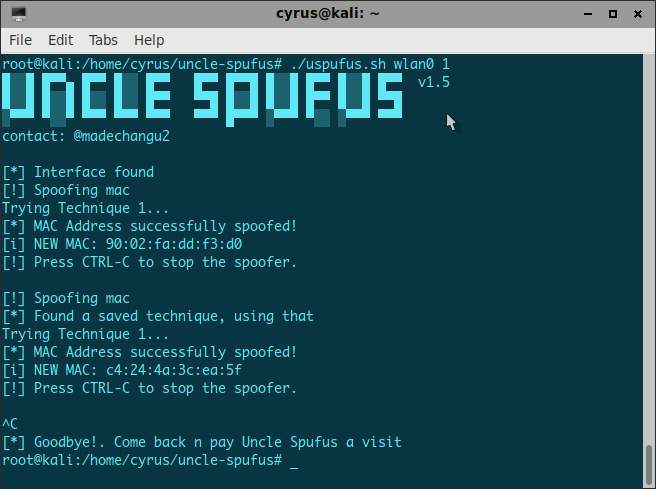 cyrus@kali: ~
File Edit Tabs Help
root@kali:/home/cyrus/uncle-spufus# ./uspufus.sh wlan0 1
UNCLE SPUFUS v1.5
contact: @madechangu2
[*] Interface found
[!] Spoofing mac
Trying Technique 1...
[*] MAC Address successfully spoofed!
[i] NEW MAC: 90:02:fa:dd:f3:d0
[!] Press CTRL-C to stop the spoofer.
[!] Spoofing mac
[*] Found a saved technique, using that
Trying Technique 1...
[*] MAC Address successfully spoofed!
[i] NEW MAC: c4:24:4a:3c:ea:5f
[!] Press CTRL-C to stop the spoofer.
^C
[*] Goodbye!. Come back n pay Uncle Spufus a visit
root@kali:/home/cyrus/uncle-spufus# _